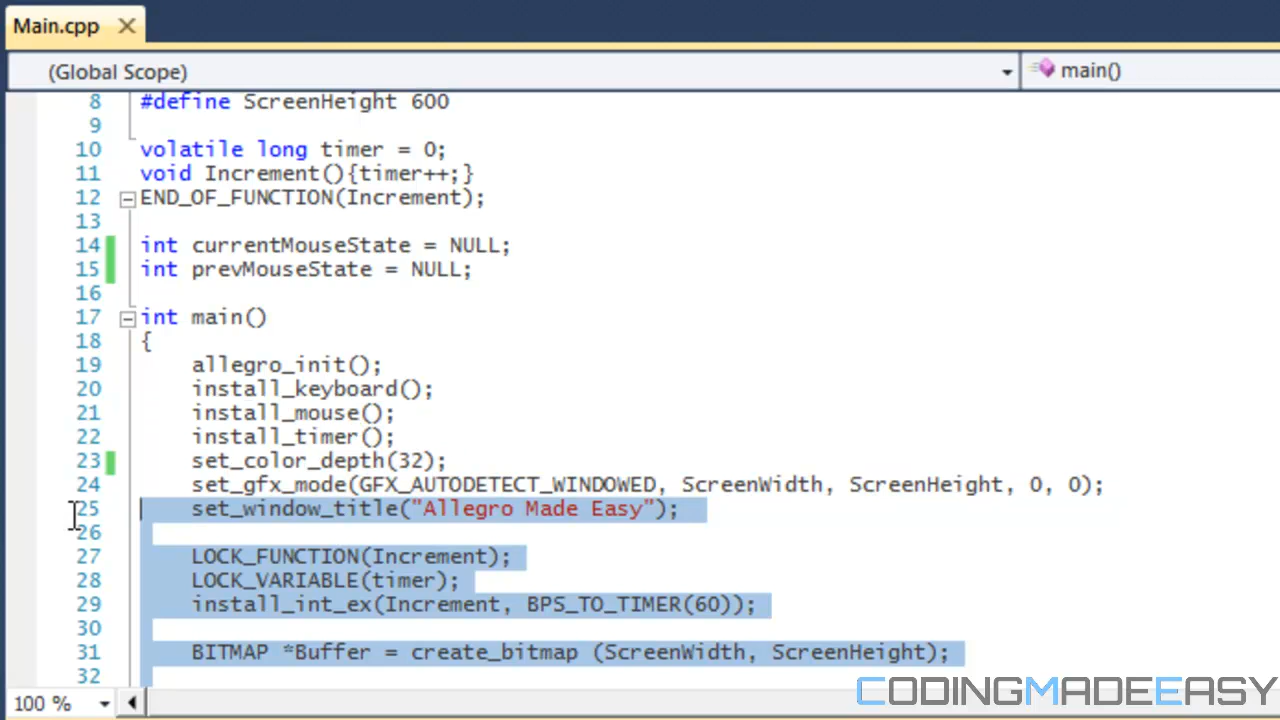 Main.cpp
(Global Scope) main()
8 #define ScreenHeight 600
9
10 volatile long timer = 0;
11 void Increment(){timer++;}
12 END_OF_FUNCTION(Increment);
13
14 int currentMouseState = NULL;
15 int prevMouseState = NULL;
16
17 int main()
18 {
19 allegro_init();
20 install_keyboard();
21 install_mouse();
22 install_timer();
23 set_color_depth(32);
24 set_gfx_mode(GFX_AUTODETECT_WINDOWED, ScreenWidth, ScreenHeight, 0, 0);
25 set_window_title("Allegro Made Easy");
26
27 LOCK_FUNCTION(Increment);
28 LOCK_VARIABLE(timer);
29 install_int_ex(Increment, BPS_TO_TIMER(60));
30
31 BITMAP *Buffer = create_bitmap (ScreenWidth, ScreenHeight);
32
100 %
CODINGMADEEASY